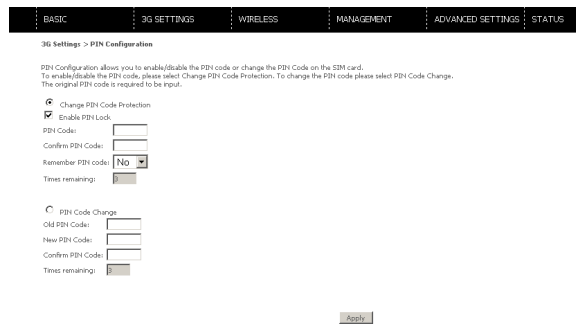 BASIC 3G SETTINGS WIRELESS MANAGEMENT ADVANCED SETTINGS STATUS
3G Settings > PIN Configuration
PIN Configuration allows you to enable/disable the PIN code or change the PIN Code on the SIM card.
To enable/disable the PIN code, please select Change PIN Code Protection. To change the PIN code please select PIN Code Change.
The original PIN code is required to be input.
Change PIN Code Protection
Enable PIN Lock
PIN Code:
Confirm PIN Code:
Remember PIN code: No
Times remaining: 3
PIN Code Change
Old PIN Code:
New PIN Code:
Confirm PIN Code:
Times remaining: 3
Apply